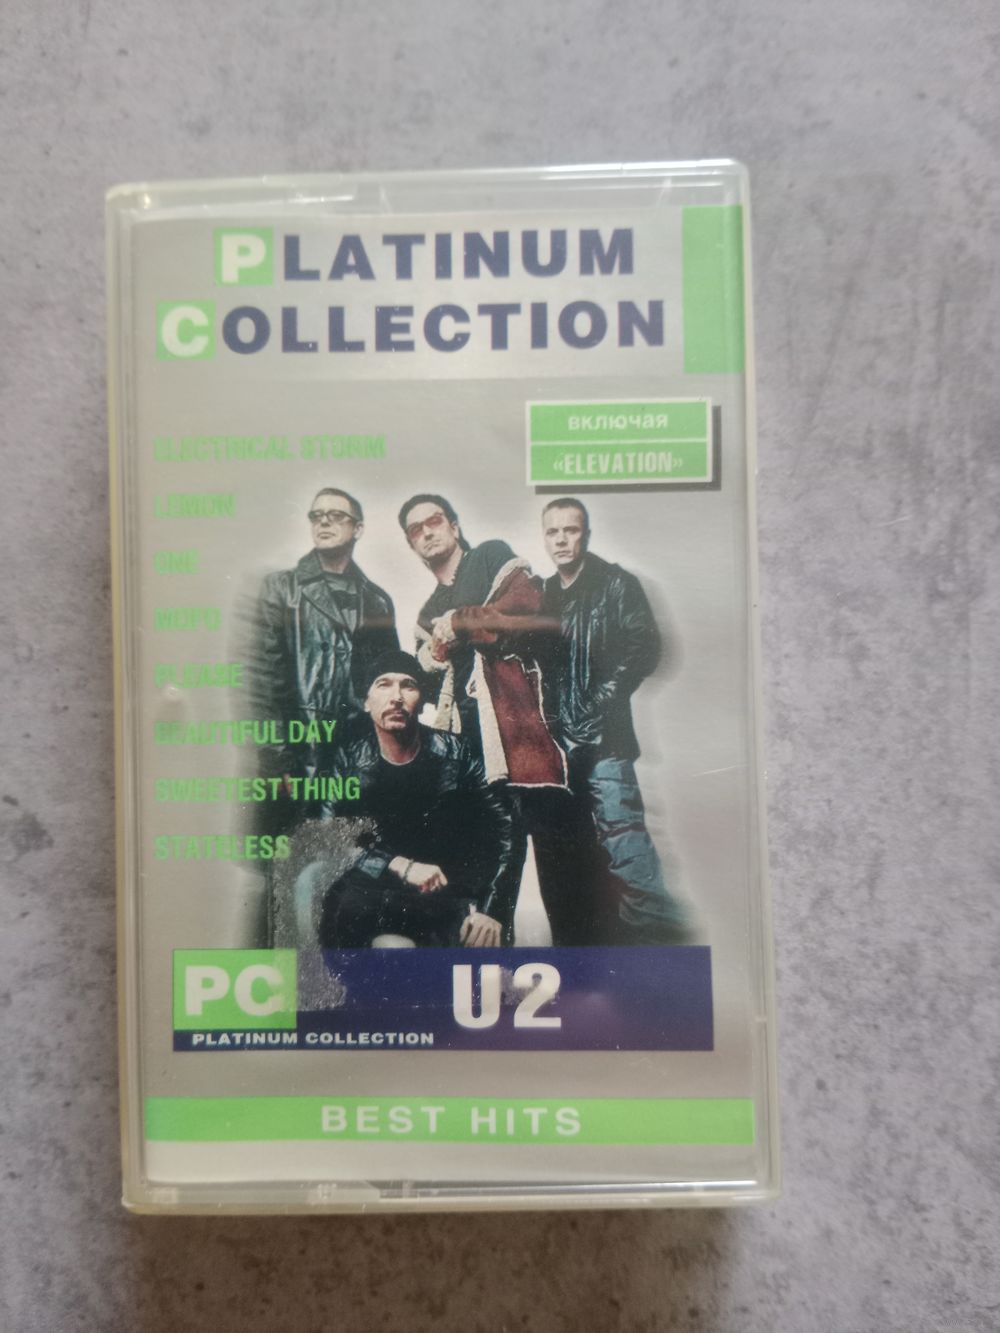 PLATINUM
COLLECTION
включая
«ELEVATION»
ELECTRICAL STORM
LEMON
ONE
MOFO
PLEASE
BEAUTIFUL DAY
SWEETEST THING
STATELESS
PC
U2
PLATINUM COLLECTION
BEST HITS